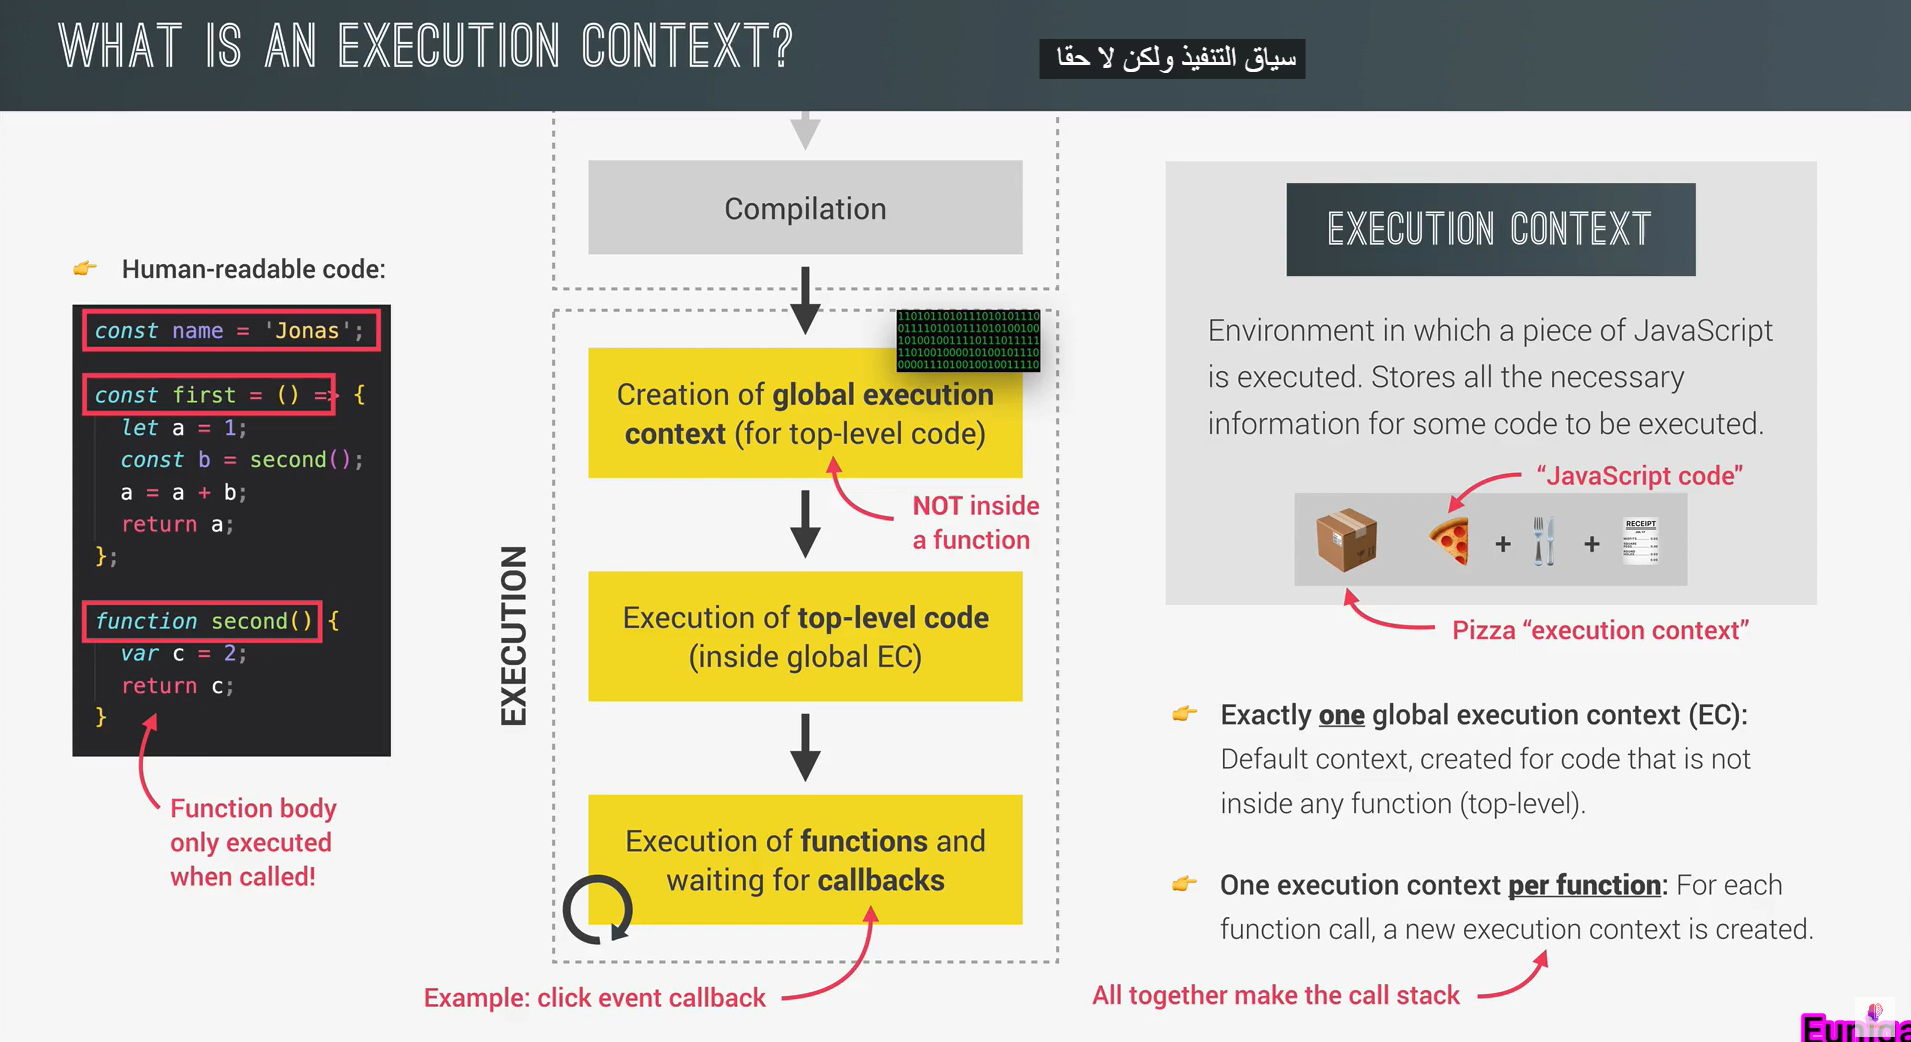 WHAT IS AN EXECUTION CONTEXT?
سياق التنفيذ ولكن لا حقا
Compilation
👉 Human-readable code:
const name = 'Jonas';
const first = () => {
let a = 1;
const b = second();
a = a + b;
return a;
};
function second() {
var c = 2;
return c;
}
Function body
only executed
when called!
EXECUTION
1101011010111010101110
0111101010111010100100
10100100111101110111111
11010010000101001011110
00001110100100100011110
Creation of global execution
context (for top-level code)
NOT inside
a function
Execution of top-level code
(inside global EC)
Execution of functions and
waiting for callbacks
Example: click event callback
EXECUTION CONTEXT
Environment in which a piece of JavaScript
is executed. Stores all the necessary
information for some code to be executed.
“JavaScript code”
+ +
RECEIPT
Pizza “execution context”
👉 Exactly one global execution context (EC):
Default context, created for code that is not
inside any function (top-level).
👉 One execution context per function: For each
function call, a new execution context is created.
All together make the call stack